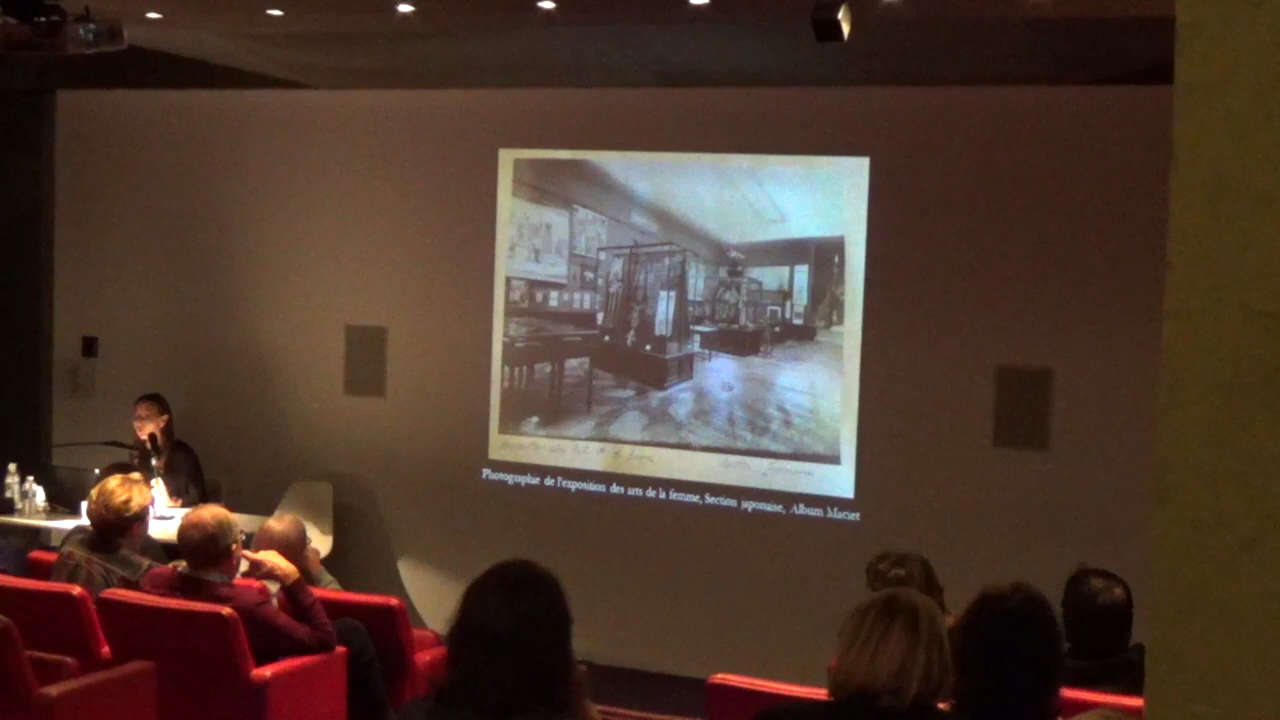 Photographie de l'exposition des arts de la femme, Section japonaise, Album Maciet